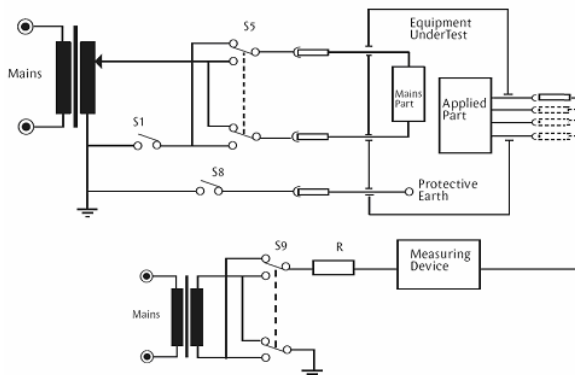 S5
Equipment
UnderTest
Mains
Mains
Part
Applied
Part
S1
S8
Protective
Earth
S9
R
Measuring
Device
Mains